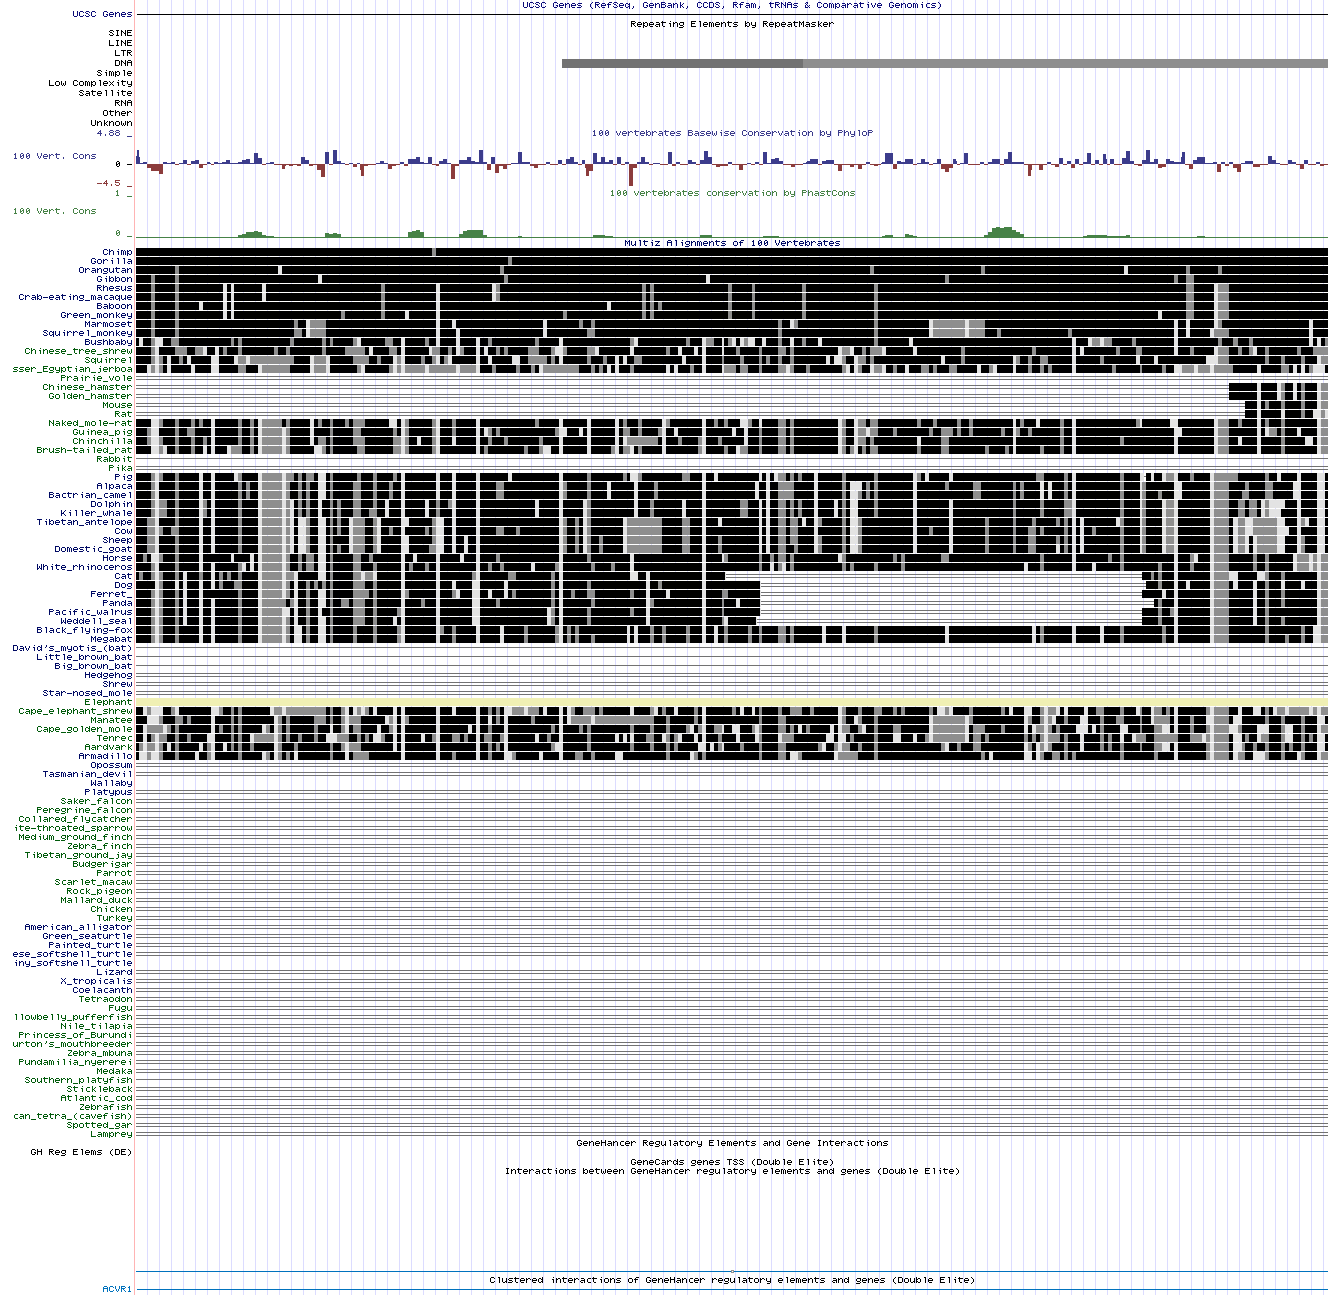 UCSC Genes (RefSeq, GenBank, CCDS, Rfam, tRNAs & Comparative Genomics)
UCSC Genes
Repeating Elements by RepeatMasker
SINE
LINE
LTR
DNA
Simple
Low Complexity
Satellite
RNA
Other
Unknown
4.88 _
100 vertebrates Basewise Conservation by PhyloP
100 Vert. Cons
0 _
-4.5 _
1 _
100 vertebrates conservation by PhastCons
100 Vert. Cons
0 _
Multiz Alignments of 100 Vertebrates
Chimp
Gorilla
Orangutan
Gibbon
Rhesus
Crab-eating_macaque
Baboon
Green_monkey
Marmoset
Squirrel_monkey
Bushbaby
Chinese_tree_shrew
Squirrel
sser_Egyptian_jerboa
Prairie_vole
Chinese_hamster
Golden_hamster
Mouse
Rat
Naked_mole-rat
Guinea_pig
Chinchilla
Brush-tailed_rat
Rabbit
Pika
Pig
Alpaca
Bactrian_camel
Dolphin
Killer_whale
Tibetan_antelope
Cow
Sheep
Domestic_goat
Horse
White_rhinoceros
Cat
Dog
Ferret_
Panda
Pacific_walrus
Weddell_seal
Black_flying-fox
Megabat
David's_myotis_(bat)
Little_brown_bat
Big_brown_bat
Hedgehog
Shrew
Star-nosed_mole
Elephant
Cape_elephant_shrew
Manatee
Cape_golden_mole
Tenrec
Aardvark
Armadillo
Opossum
Tasmanian_devil
Wallaby
Platypus
Saker_falcon
Peregrine_falcon
Collared_flycatcher
ite-throated_sparrow
Medium_ground_finch
Zebra_finch
Tibetan_ground_jay
Budgerigar
Parrot
Scarlet_macaw
Rock_pigeon
Mallard_duck
Chicken
Turkey
American_alligator
Green_seaturtle
Painted_turtle
ese_softshell_turtle
iny_softshell_turtle
Lizard
X_tropicalis
Coelacanth
Tetraodon
Fugu
llowbelly_pufferfish
Nile_tilapia
Princess_of_Burundi
urton's_mouthbreeder
Zebra_mbuna
Pundamilia_nyererei
Medaka
Southern_platyfish
Stickleback
Atlantic_cod
Zebrafish
can_tetra_(cavefish)
Spotted_gar
Lamprey
GeneHancer Regulatory Elements and Gene Interactions
GH Reg Elems (DE)
GeneCards genes TSS (Double Elite)
Interactions between GeneHancer regulatory elements and genes (Double Elite)
Clustered interactions of GeneHancer regulatory elements and genes (Double Elite)
ACVR1